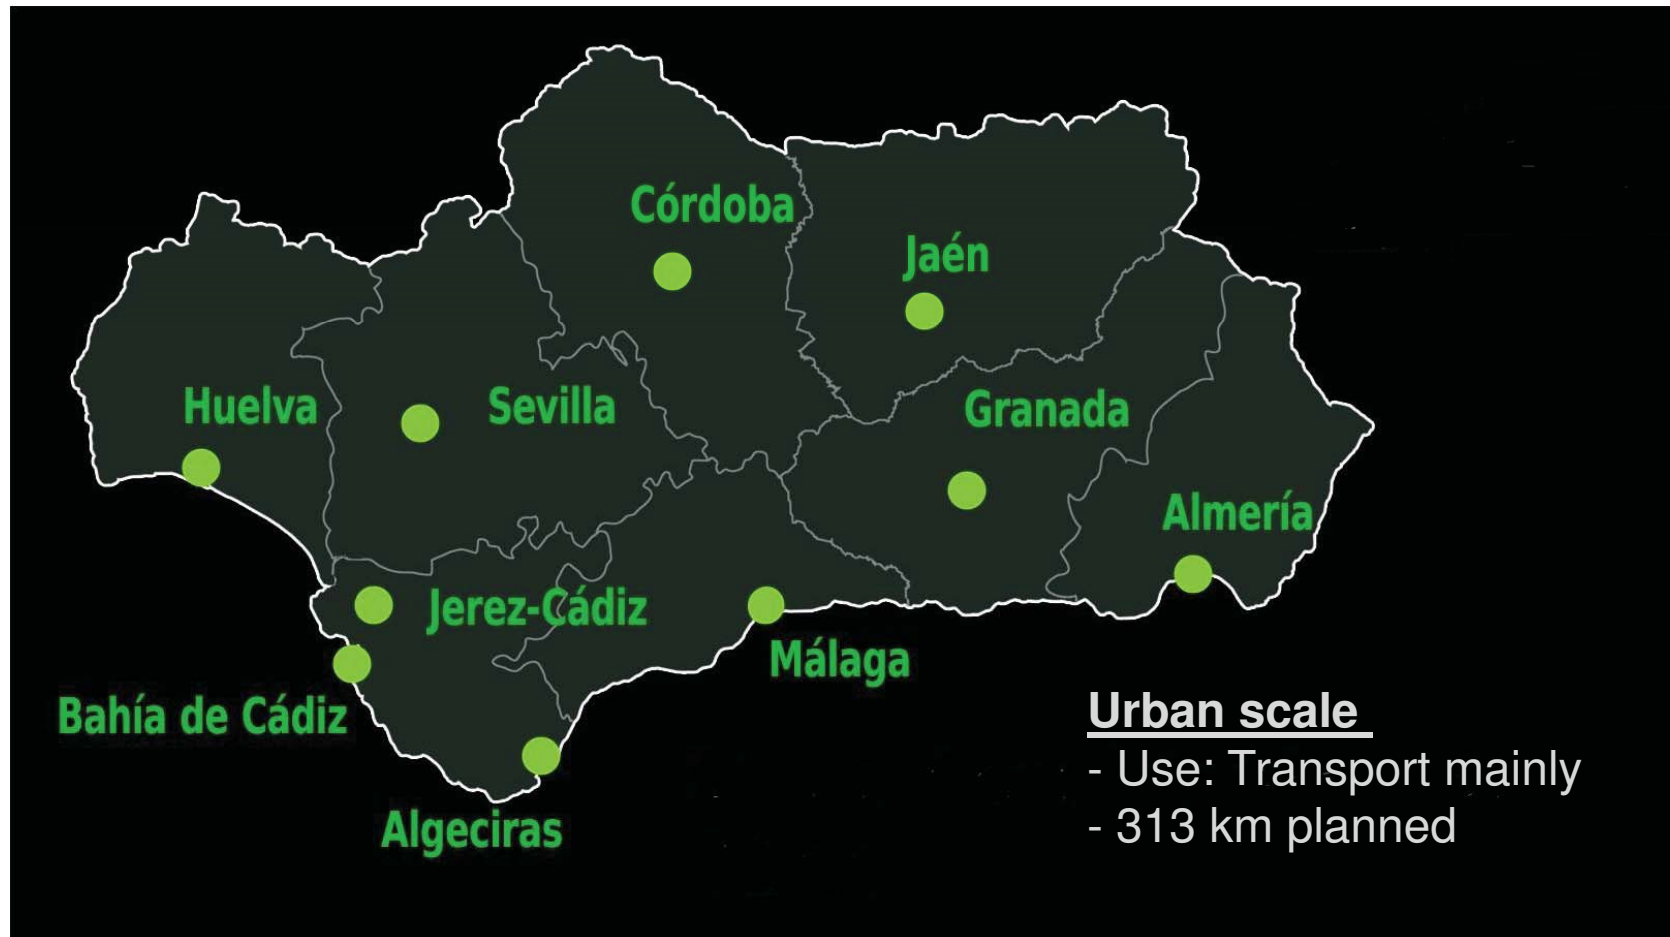 Córdoba
Jaén
Huelva
Sevilla
Granada
Almería
Jerez-Cádiz
Málaga
Bahía de Cádiz
Algeciras
Urban scale
- Use: Transport mainly
- 313 km planned